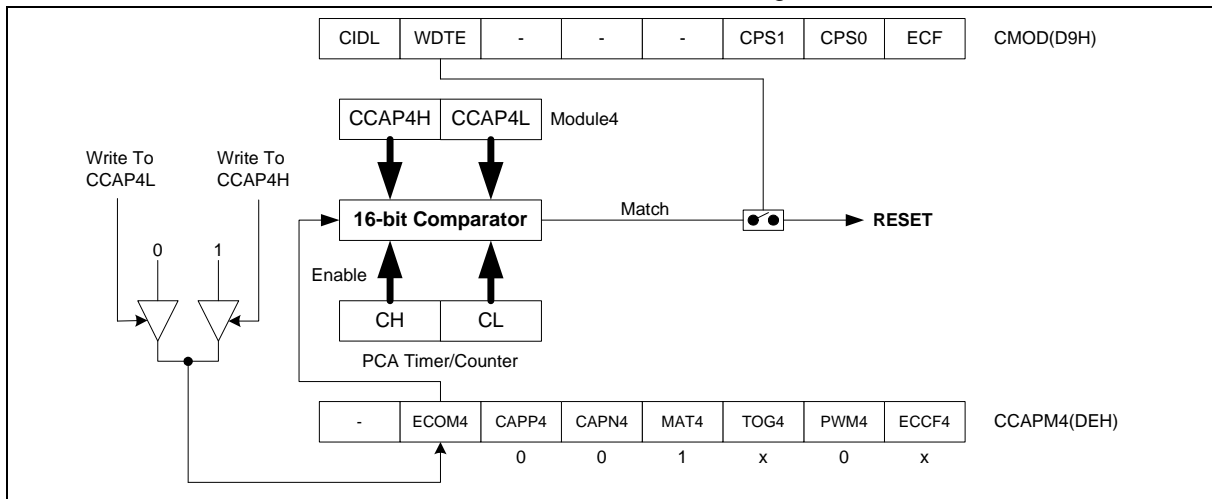 CIDL WDTE - - - CPS1 CPS0 ECF CMOD(D9H)
CCAP4H CCAP4L Module4
Write To
CCAP4L
Write To
CCAP4H
16-bit Comparator
Match
RESET
0 1
Enable
CH CL
PCA Timer/Counter
- ECOM4 CAPP4 CAPN4 MAT4 TOG4 PWM4 ECCF4 CCAPM4(DEH)
0 0 1 x 0 x